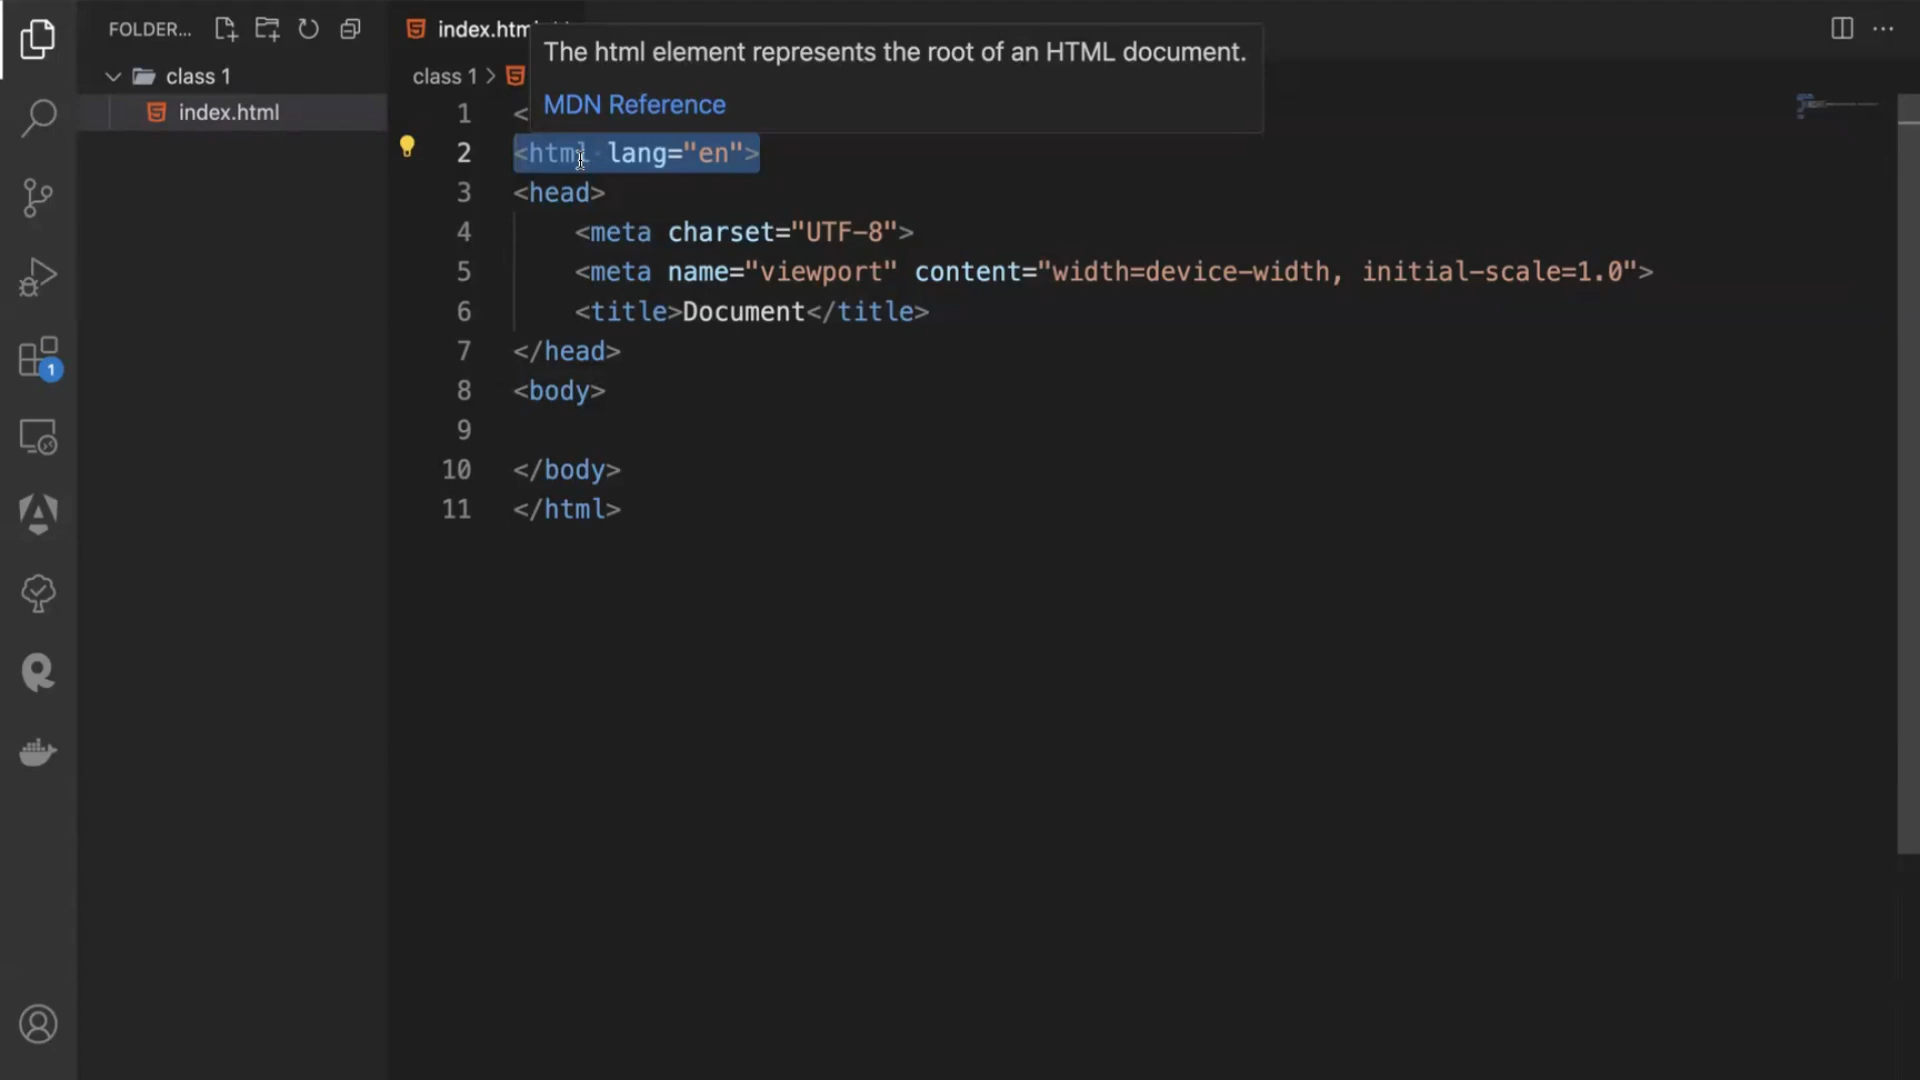 FOLDER...
index.htm
The html element represents the root of an HTML document.
class 1
class 1 >
MDN Reference
index.html
1 <
2 <html lang="en">
3 <head>
4 <meta charset="UTF-8">
5 <meta name="viewport" content="width=device-width, initial-scale=1.0">
6 <title>Document</title>
7 </head>
8 <body>
9
10 </body>
11 </html>
1